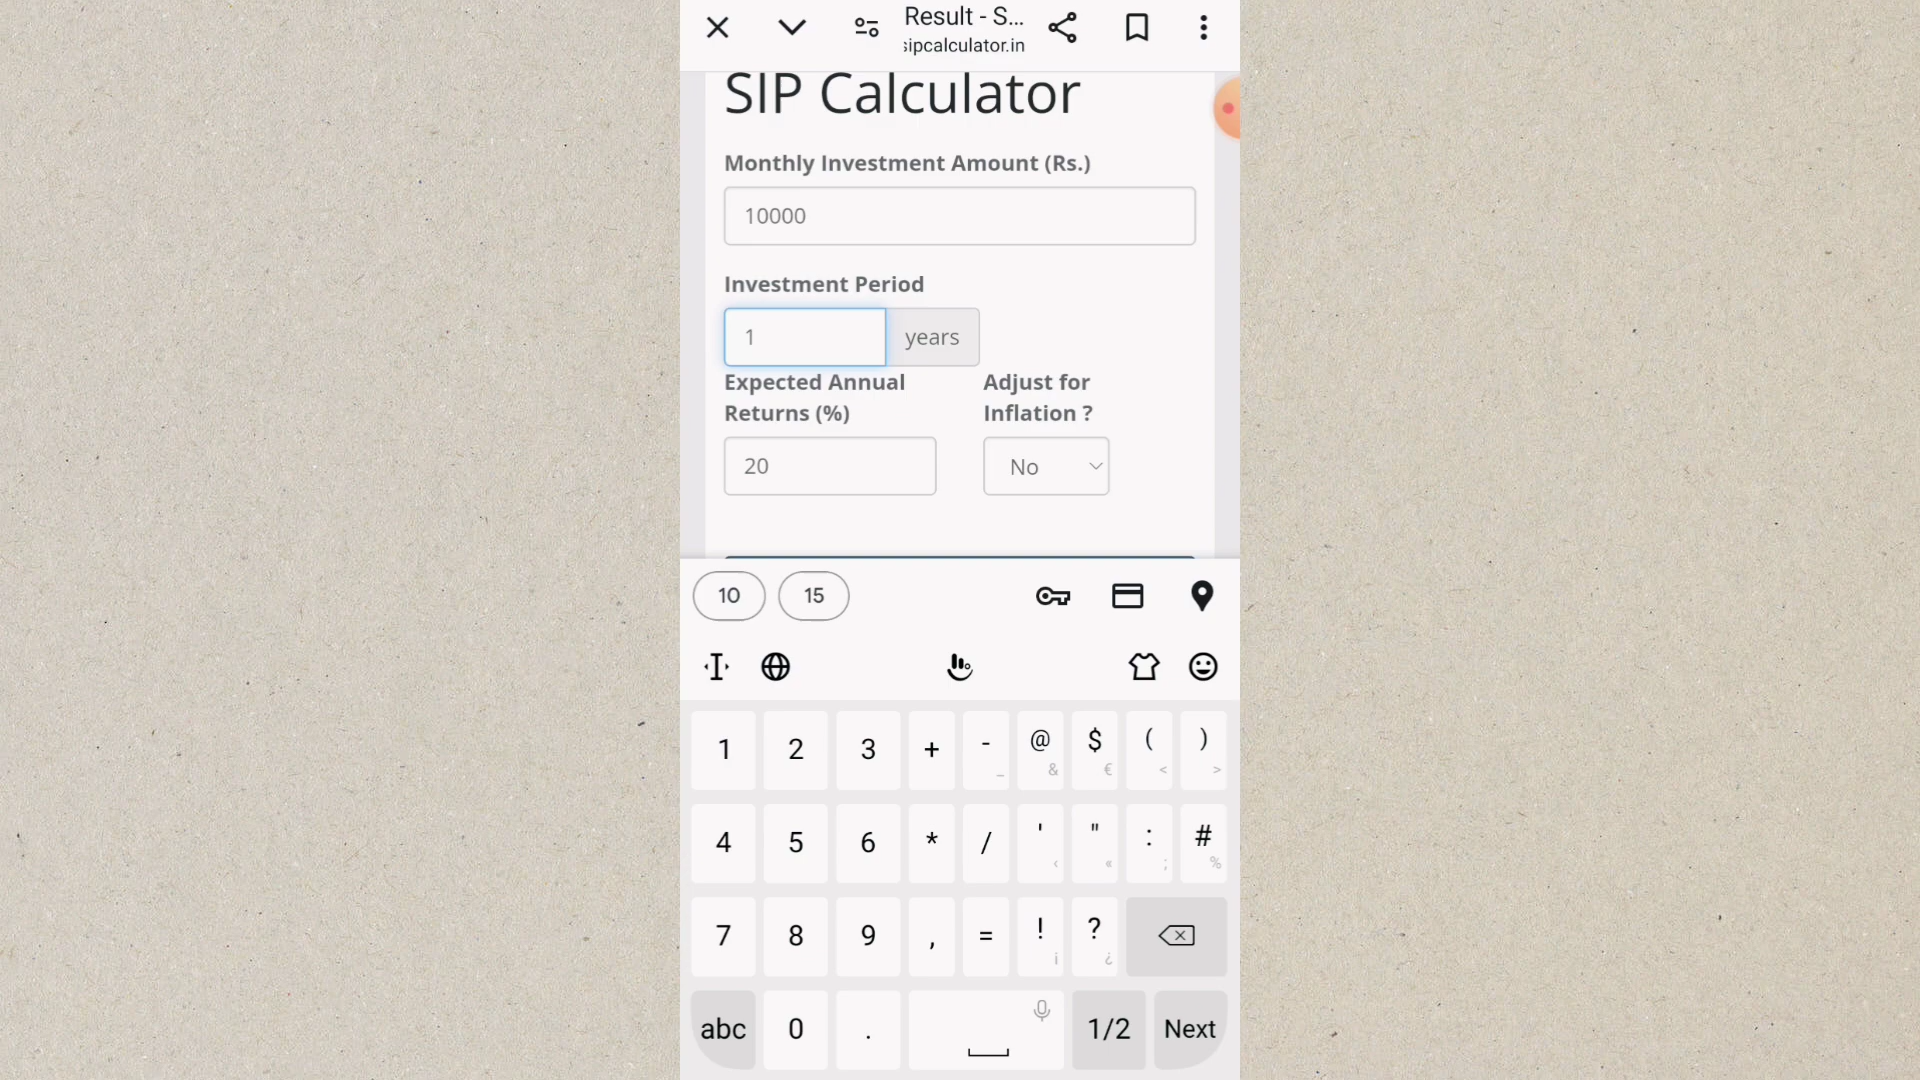 Result - S...
sipcalculator.in
SIP Calculator
Monthly Investment Amount (Rs.)
10000
Investment Period
1 years
Expected Annual Returns (%)
Adjust for Inflation ?
20
No
10 15
1 2 3 + - _ @ & $ € ( < ) >
4 5 6 * / ' ‹ " « : ; # %
7 8 9 , = ! ¡ ? ¿
abc 0 . 1/2 Next